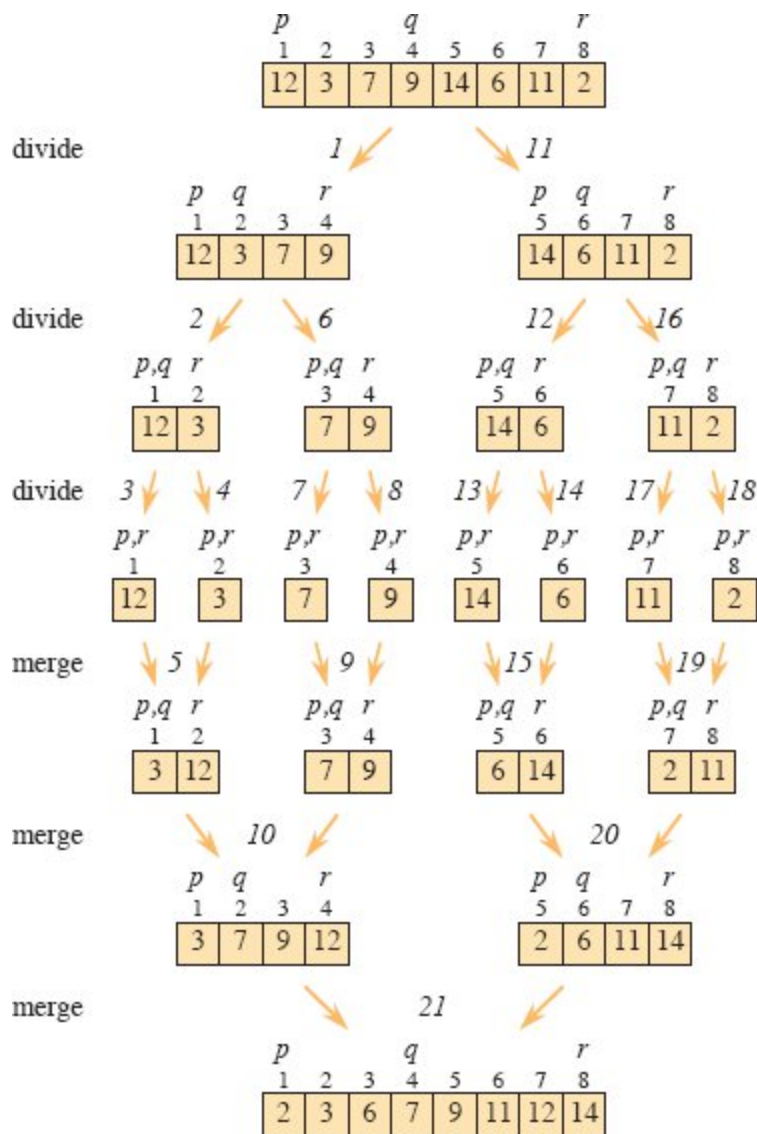 p q r
1 2 3 4 5 6 7 8
12 3 7 9 14 6 11 2
divide 1 11
p q r p q r
1 2 3 4 5 6 7 8
12 3 7 9 14 6 11 2
divide 2 6 12 16
p,q r p,q r p,q r p,q r
1 2 3 4 5 6 7 8
12 3 7 9 14 6 11 2
divide 3 4 7 8 13 14 17 18
p,r p,r p,r p,r p,r p,r p,r p,r
1 2 3 4 5 6 7 8
12 3 7 9 14 6 11 2
merge 5 9 15 19
p,q r p,q r p,q r p,q r
1 2 3 4 5 6 7 8
3 12 7 9 6 14 2 11
merge 10 20
p q r p q r
1 2 3 4 5 6 7 8
3 7 9 12 2 6 11 14
merge 21
p q r
1 2 3 4 5 6 7 8
2 3 6 7 9 11 12 14